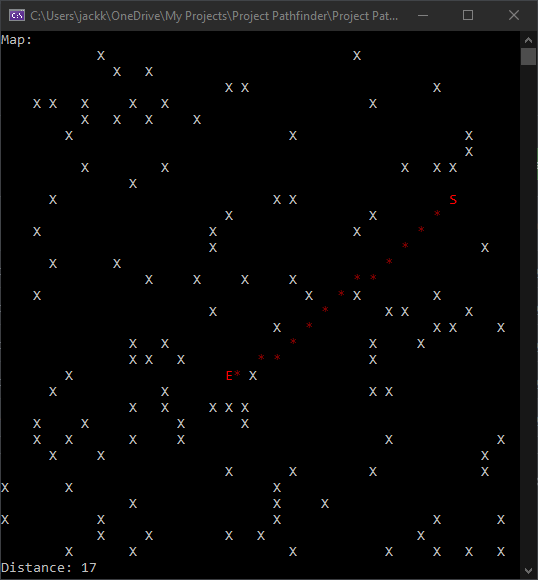 C:\Users\jackk\OneDrive\My Projects\Project Pathfinder\Project Pat...
Map:
X X
X X
X X X
X X X X X X
X X X X
X X X
X
X X X X X
X
X X X S
X X *
X X X *
X * X
X X *
X X X X * *
X X * X X
X * X X X
X * X X X
X X * X X
X X X * * X
X E * X
X X X X
X X X X X
X X X X
X X X X X X
X X X
X X X X
X X X
X X X
X X X X X
X X X X X
X X X X X X X
Distance: 17